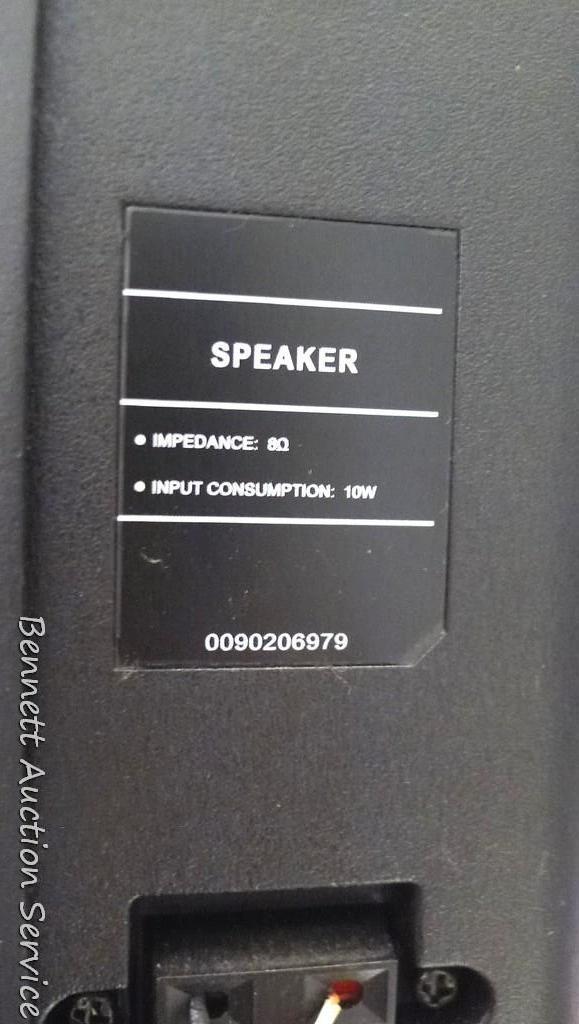 SPEAKER
● IMPEDANCE: 8Ω
● INPUT CONSUMPTION: 10W
0090206979
Bennett Auction Service